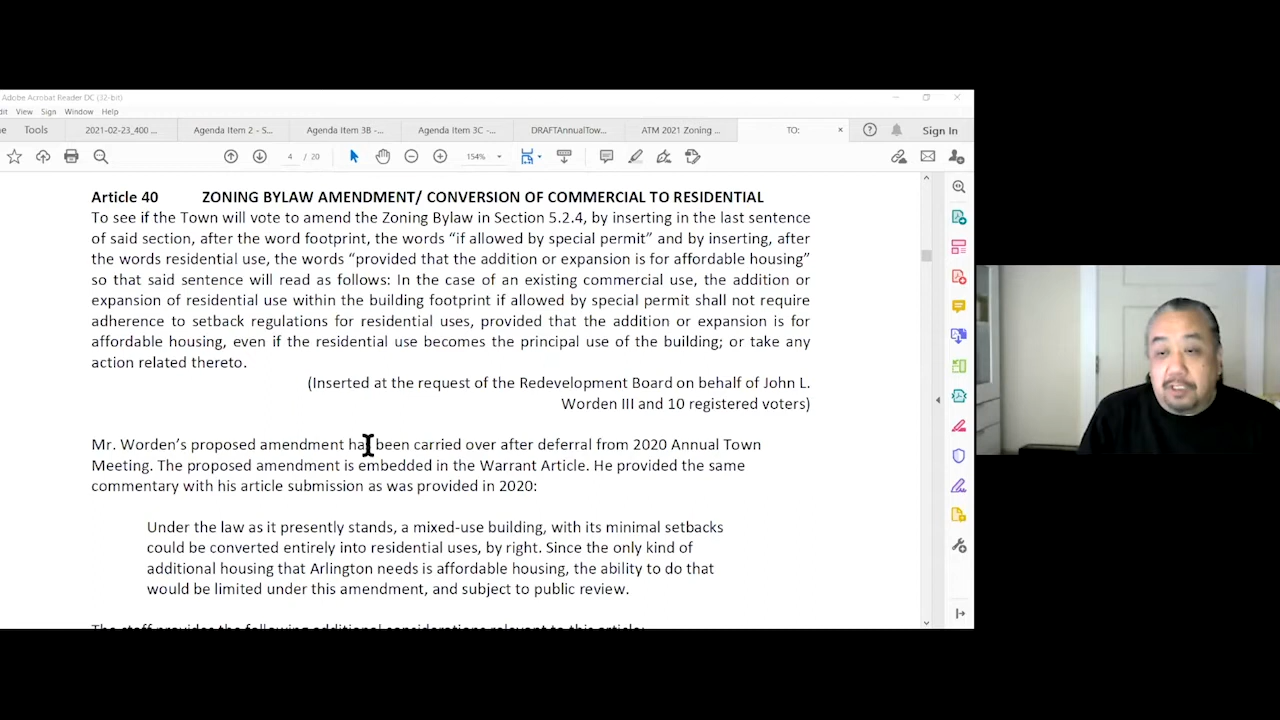 Adobe Acrobat Reader DC (32-bit)
dit View Sign Window Help
Tools 2021-02-23_400 ... Agenda Item 2 - S... Agenda Item 3B -... Agenda Item 3C -... DRAFTAnnualTow... ATM 2021 Zoning ... TO: × Sign In
4 / 20 154%
Article 40 ZONING BYLAW AMENDMENT/ CONVERSION OF COMMERCIAL TO RESIDENTIAL
To see if the Town will vote to amend the Zoning Bylaw in Section 5.2.4, by inserting in the last sentence
of said section, after the word footprint, the words “if allowed by special permit” and by inserting, after
the words residential use, the words “provided that the addition or expansion is for affordable housing”
so that said sentence will read as follows: In the case of an existing commercial use, the addition or
expansion of residential use within the building footprint if allowed by special permit shall not require
adherence to setback regulations for residential uses, provided that the addition or expansion is for
affordable housing, even if the residential use becomes the principal use of the building; or take any
action related thereto.
(Inserted at the request of the Redevelopment Board on behalf of John L.
Worden III and 10 registered voters)
Mr. Worden’s proposed amendment has been carried over after deferral from 2020 Annual Town
Meeting. The proposed amendment is embedded in the Warrant Article. He provided the same
commentary with his article submission as was provided in 2020:
Under the law as it presently stands, a mixed-use building, with its minimal setbacks
could be converted entirely into residential uses, by right. Since the only kind of
additional housing that Arlington needs is affordable housing, the ability to do that
would be limited under this amendment, and subject to public review.
The staff provides the following additional considerations relevant to this article: